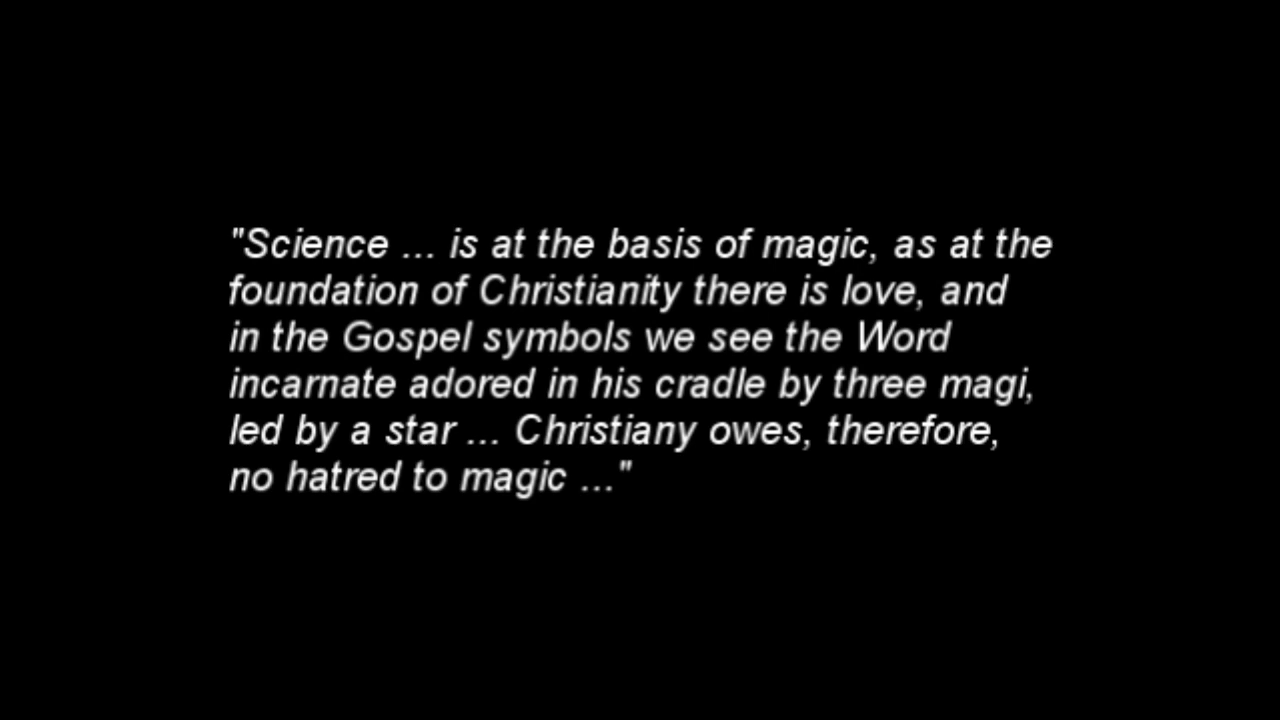 "Science ... is at the basis of magic, as at the
foundation of Christianity there is love, and
in the Gospel symbols we see the Word
incarnate adored in his cradle by three magi,
led by a star ... Christiany owes, therefore,
no hatred to magic ..."